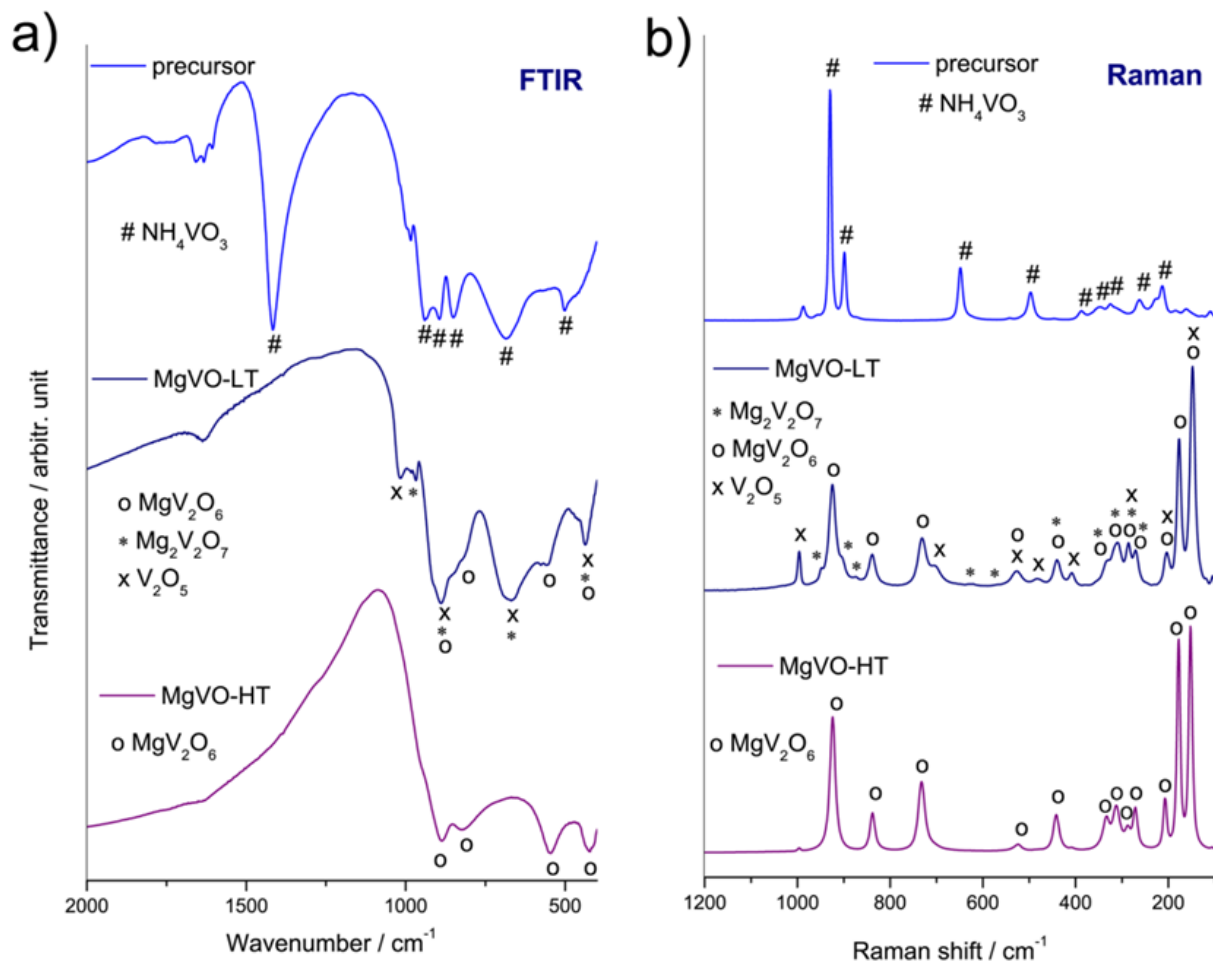 a)
precursor
FTIR
# NH₄VO₃
#
# # #
#
#
MgVO-LT
o MgV₂O₆
* Mg₂V₂O₇
x V₂O₅
x *
o
o
x
*
o
x
*
o
x
*
MgVO-HT
o MgV₂O₆
o
o
o
o
2000
1500
1000
500
Wavenumber / cm⁻¹
Transmittance / arbitr. unit
b)
#
precursor
Raman
# NH₄VO₃
#
#
#
# # # # #
MgVO-LT
* Mg₂V₂O₇
o MgV₂O₆
x V₂O₅
x
o
o
o
x
*
*
*
o
o
x
*
*
o
x
x
*
o
x
*
o
*
o
x
*
o
*
o
x
o
MgVO-HT
o MgV₂O₆
o
o
o
o
o
o
o
o
o
o
o
o
1200
1000
800
600
400
200
Raman shift / cm⁻¹